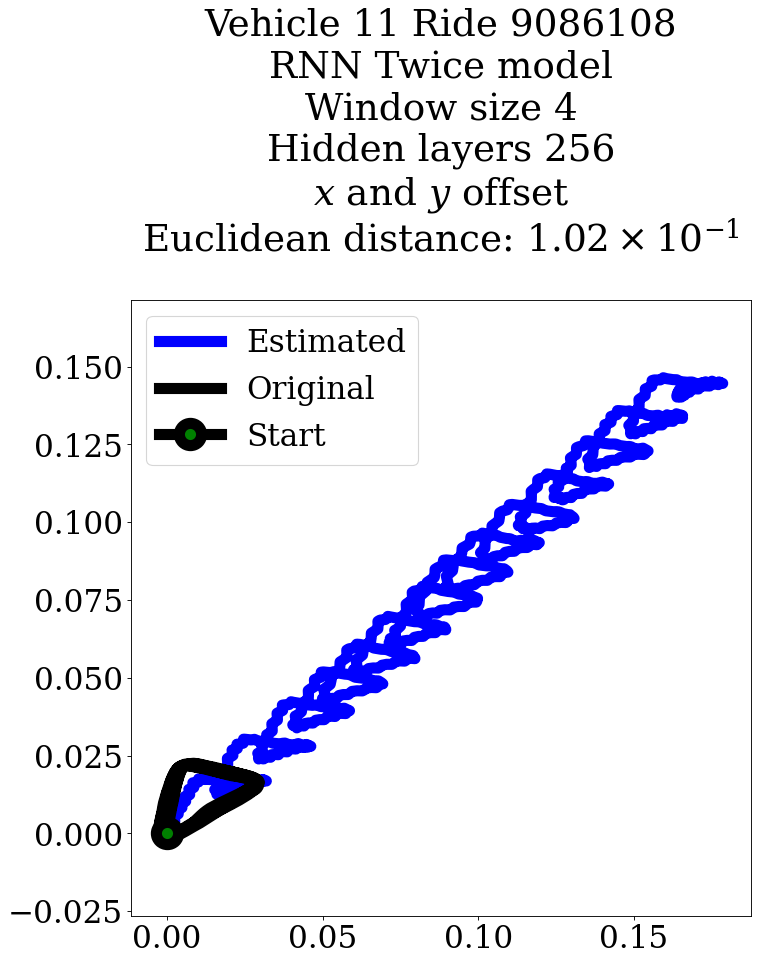 Vehicle 11 Ride 9086108
RNN Twice model
Window size 4
Hidden layers 256
x and y offset
Euclidean distance: 1.02 × 10⁻¹
Estimated
Original
Start
0.150
0.125
0.100
0.075
0.050
0.025
0.000
−0.025
0.00 0.05 0.10 0.15